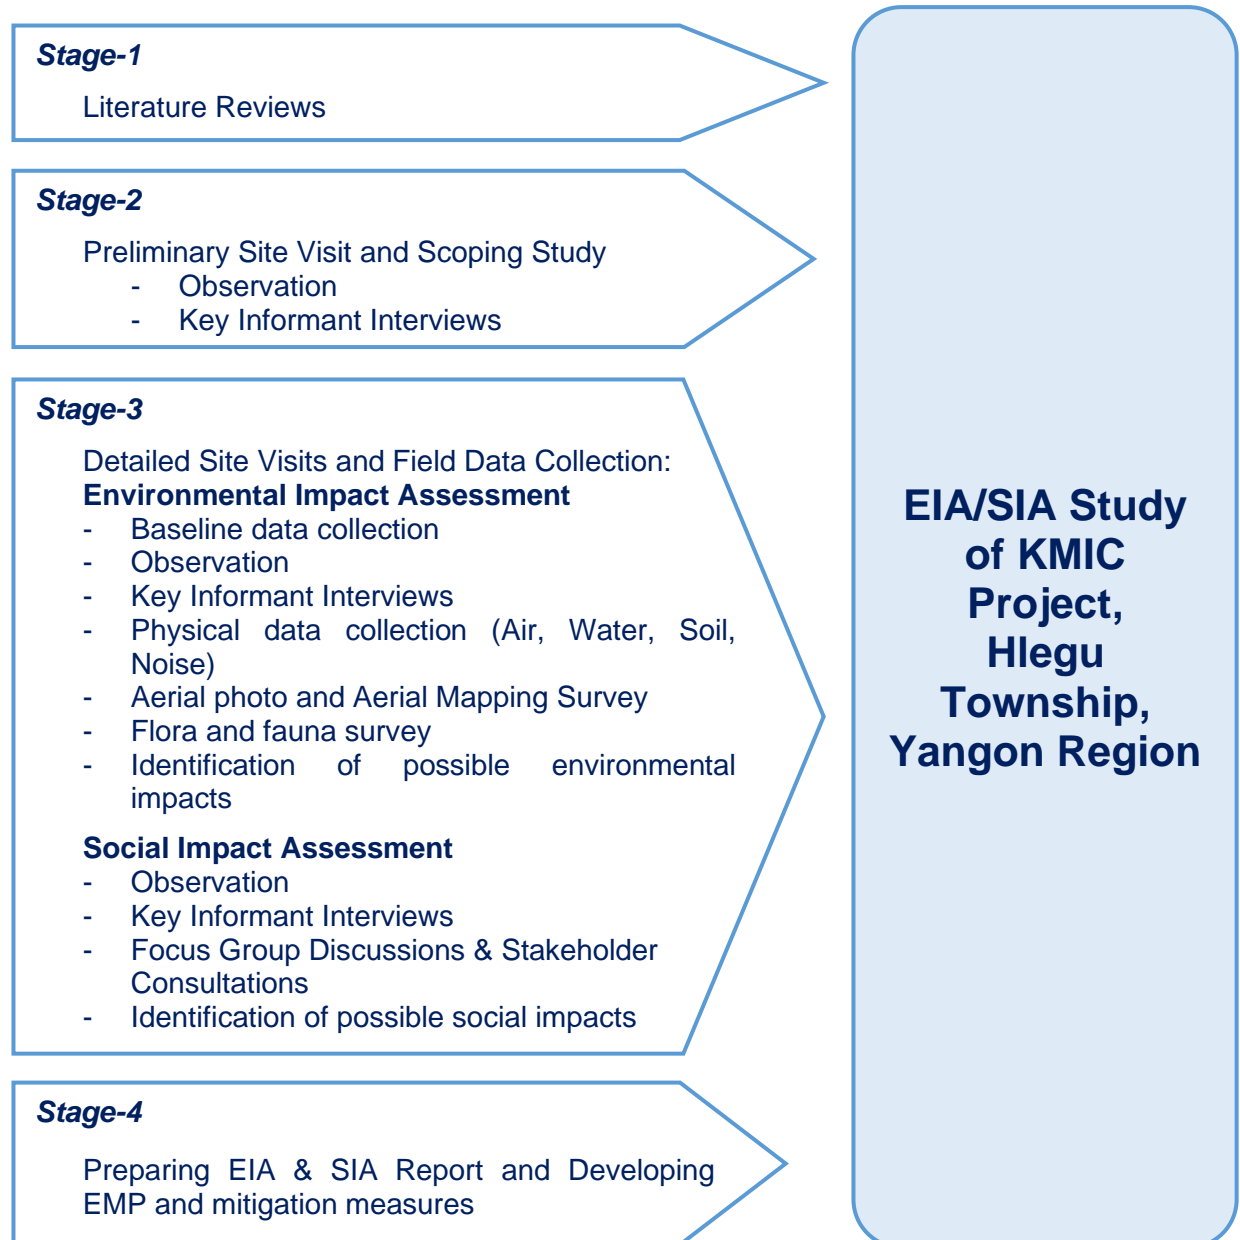 Stage-1
Literature Reviews
Stage-2
Preliminary Site Visit and Scoping Study
- Observation
- Key Informant Interviews
Stage-3
Detailed Site Visits and Field Data Collection:
Environmental Impact Assessment
- Baseline data collection
- Observation
- Key Informant Interviews
- Physical data collection (Air, Water, Soil,
Noise)
- Aerial photo and Aerial Mapping Survey
- Flora and fauna survey
- Identification of possible environmental
impacts
Social Impact Assessment
- Observation
- Key Informant Interviews
- Focus Group Discussions & Stakeholder
Consultations
- Identification of possible social impacts
Stage-4
Preparing EIA & SIA Report and Developing
EMP and mitigation measures
EIA/SIA Study
of KMIC
Project,
Hlegu
Township,
Yangon Region